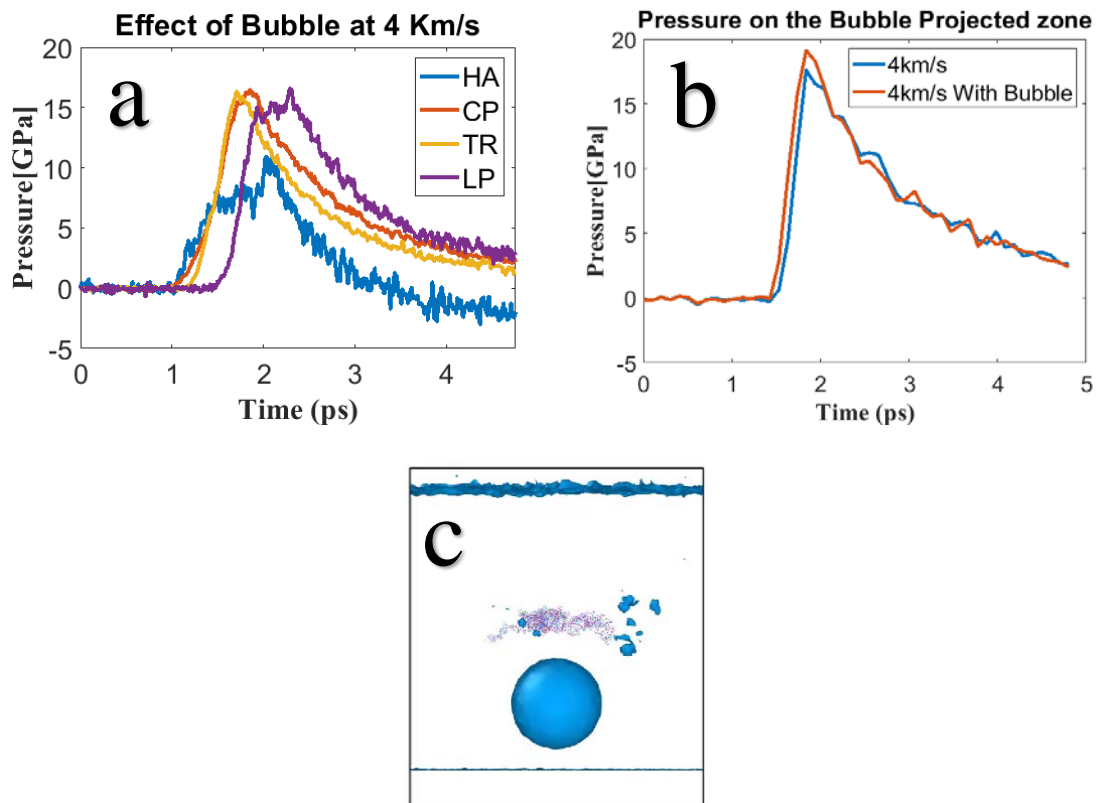 Effect of Bubble at 4 Km/s
a
HA
CP
TR
LP
20
15
10
5
0
-5
0
1
2
3
4
Pressure[GPa]
Time (ps)
Pressure on the Bubble Projected zone
b
4km/s
4km/s With Bubble
20
15
10
5
0
-5
0
1
2
3
4
5
Pressure[GPa]
Time (ps)
c